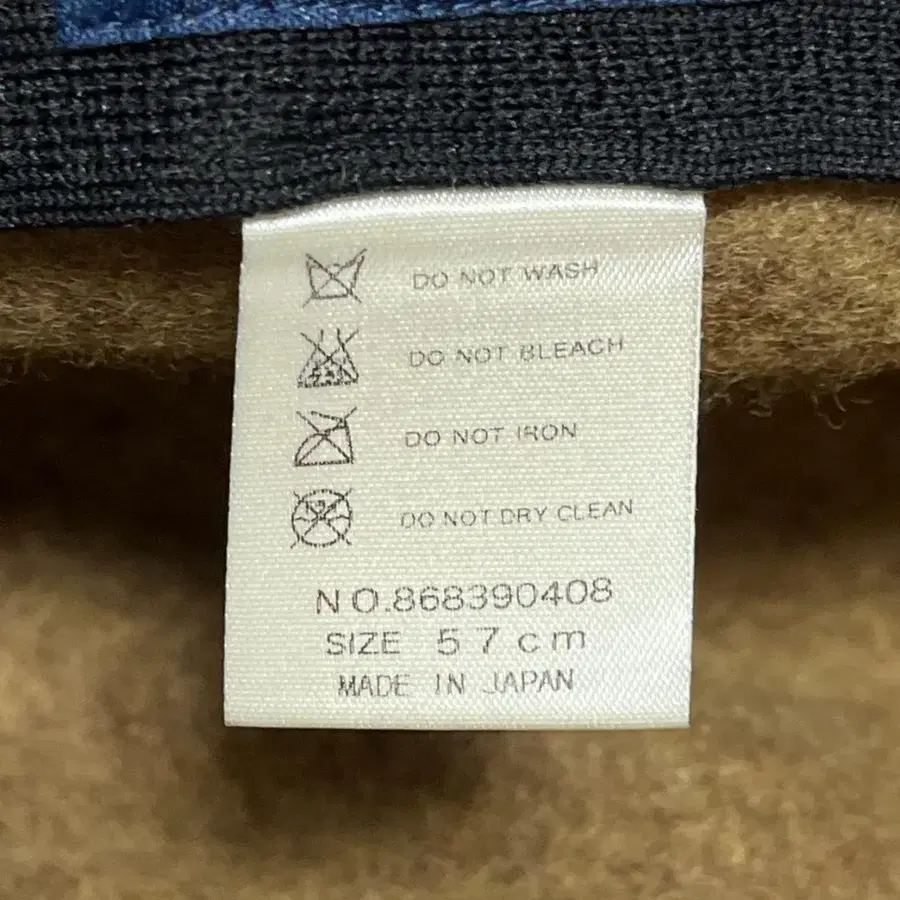 DO NOT WASH
DO NOT BLEACH
DO NOT IRON
DO NOT DRY CLEAN
NO.868390408
SIZE 57cm
MADE IN JAPAN